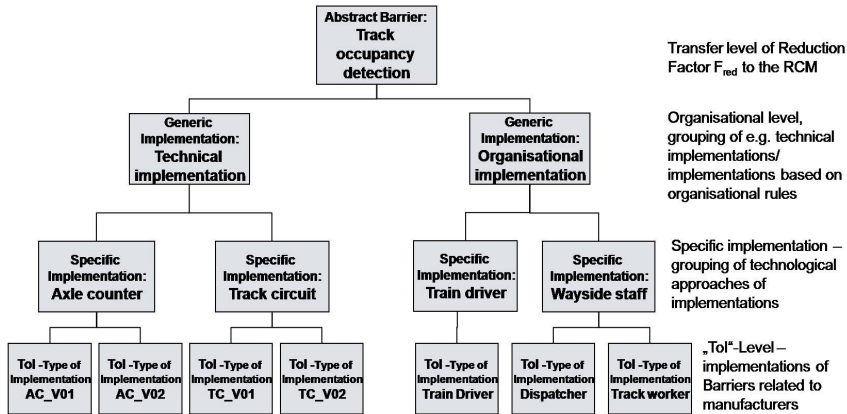 Abstract Barrier:
Track
occupancy
detection
Transfer level of Reduction
Factor Fred to the RCM
Generic
Implementation:
Technical
implementation
Generic
Implementation:
Organisational
implementation
Organisational level,
grouping of e.g. technical
implementations/
implementations based on
organisational rules
Specific
Implementation:
Axle counter
Specific
Implementation:
Track circuit
Specific
Implementation:
Train driver
Specific
Implementation:
Wayside staff
Specific implementation –
grouping of technological
approaches of
implementations
ToI -Type of
Implementation
AC_V01
ToI -Type of
Implementation
AC_V02
ToI -Type of
Implementation
TC_V01
ToI -Type of
Implementation
TC_V02
ToI -Type of
Implementation
Train Driver
ToI -Type of
Implementation
Dispatcher
ToI -Type of
Implementation
Track worker
„ToI“-Level –
implementations of
Barriers related to
manufacturers